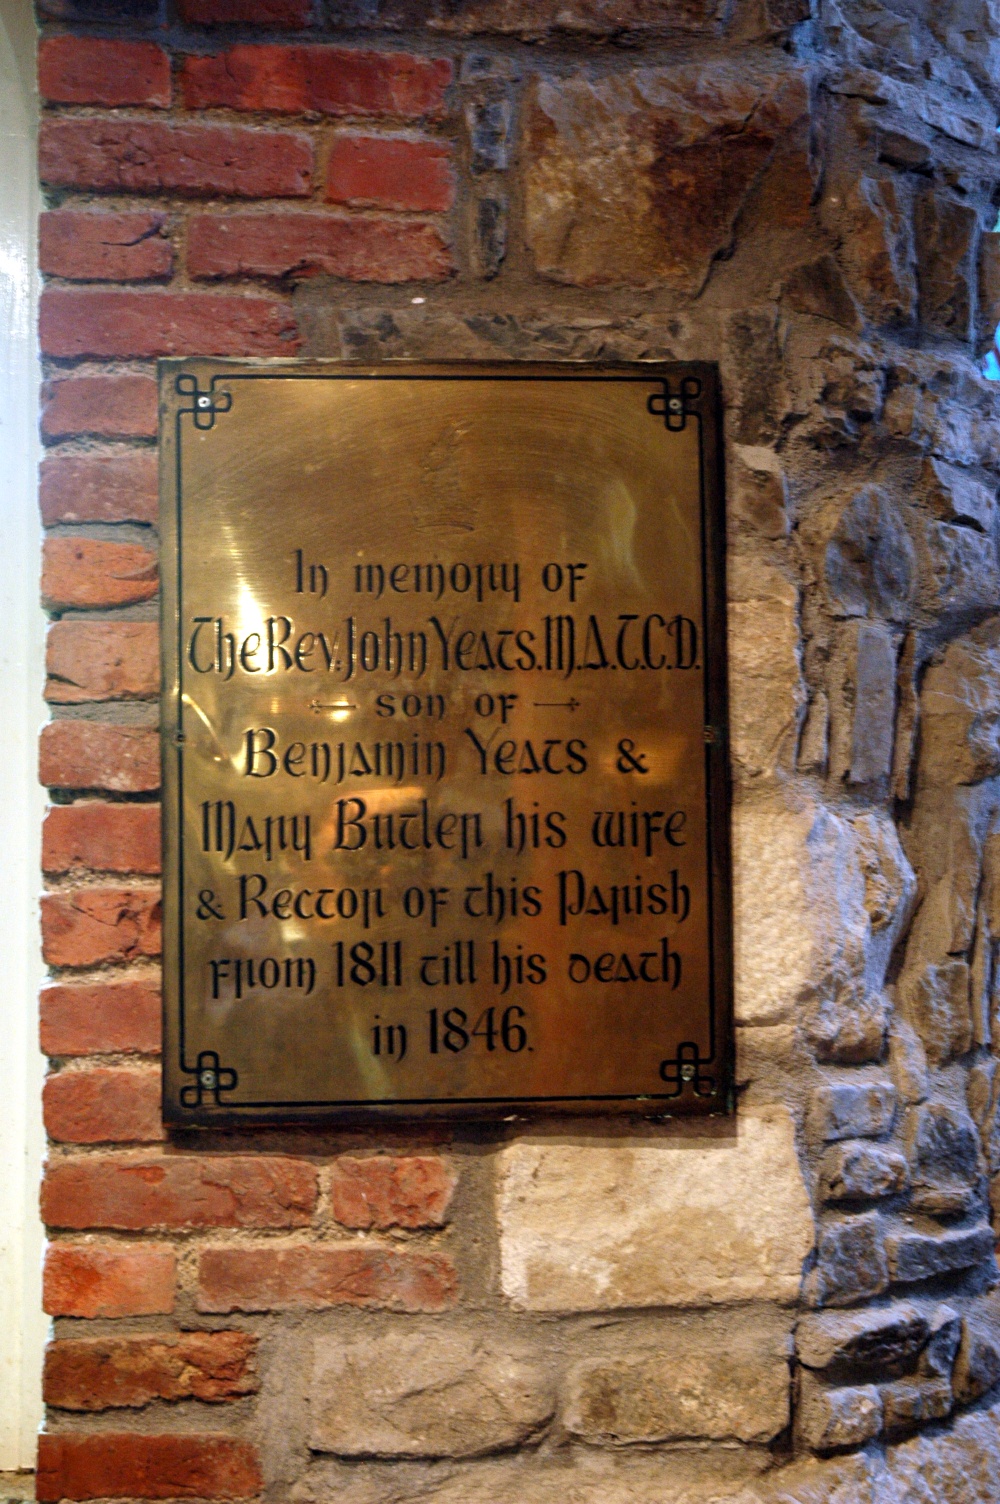 In memory of
The Rev. John Yeats. M.A. T.C.D.
son of
Benjamin Yeats &
Mary Butler his wife
& Rector of this Parish
from 1811 till his death
in 1846.